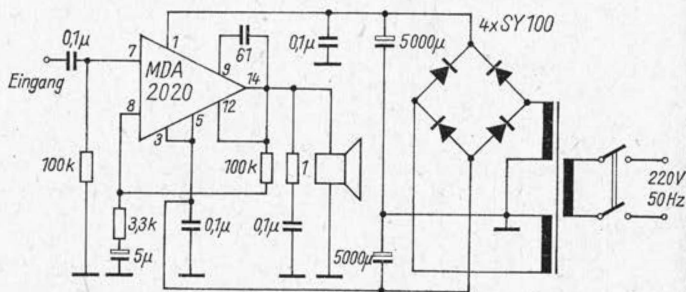 4xSY100
0,1µ
7
1
MDA
2020
9
61
14
0,1µ
5000µ
Eingang
8
12
3
5
100k
100k
1
220V
50Hz
3,3k
5µ
0,1µ
0,1µ
5000µ